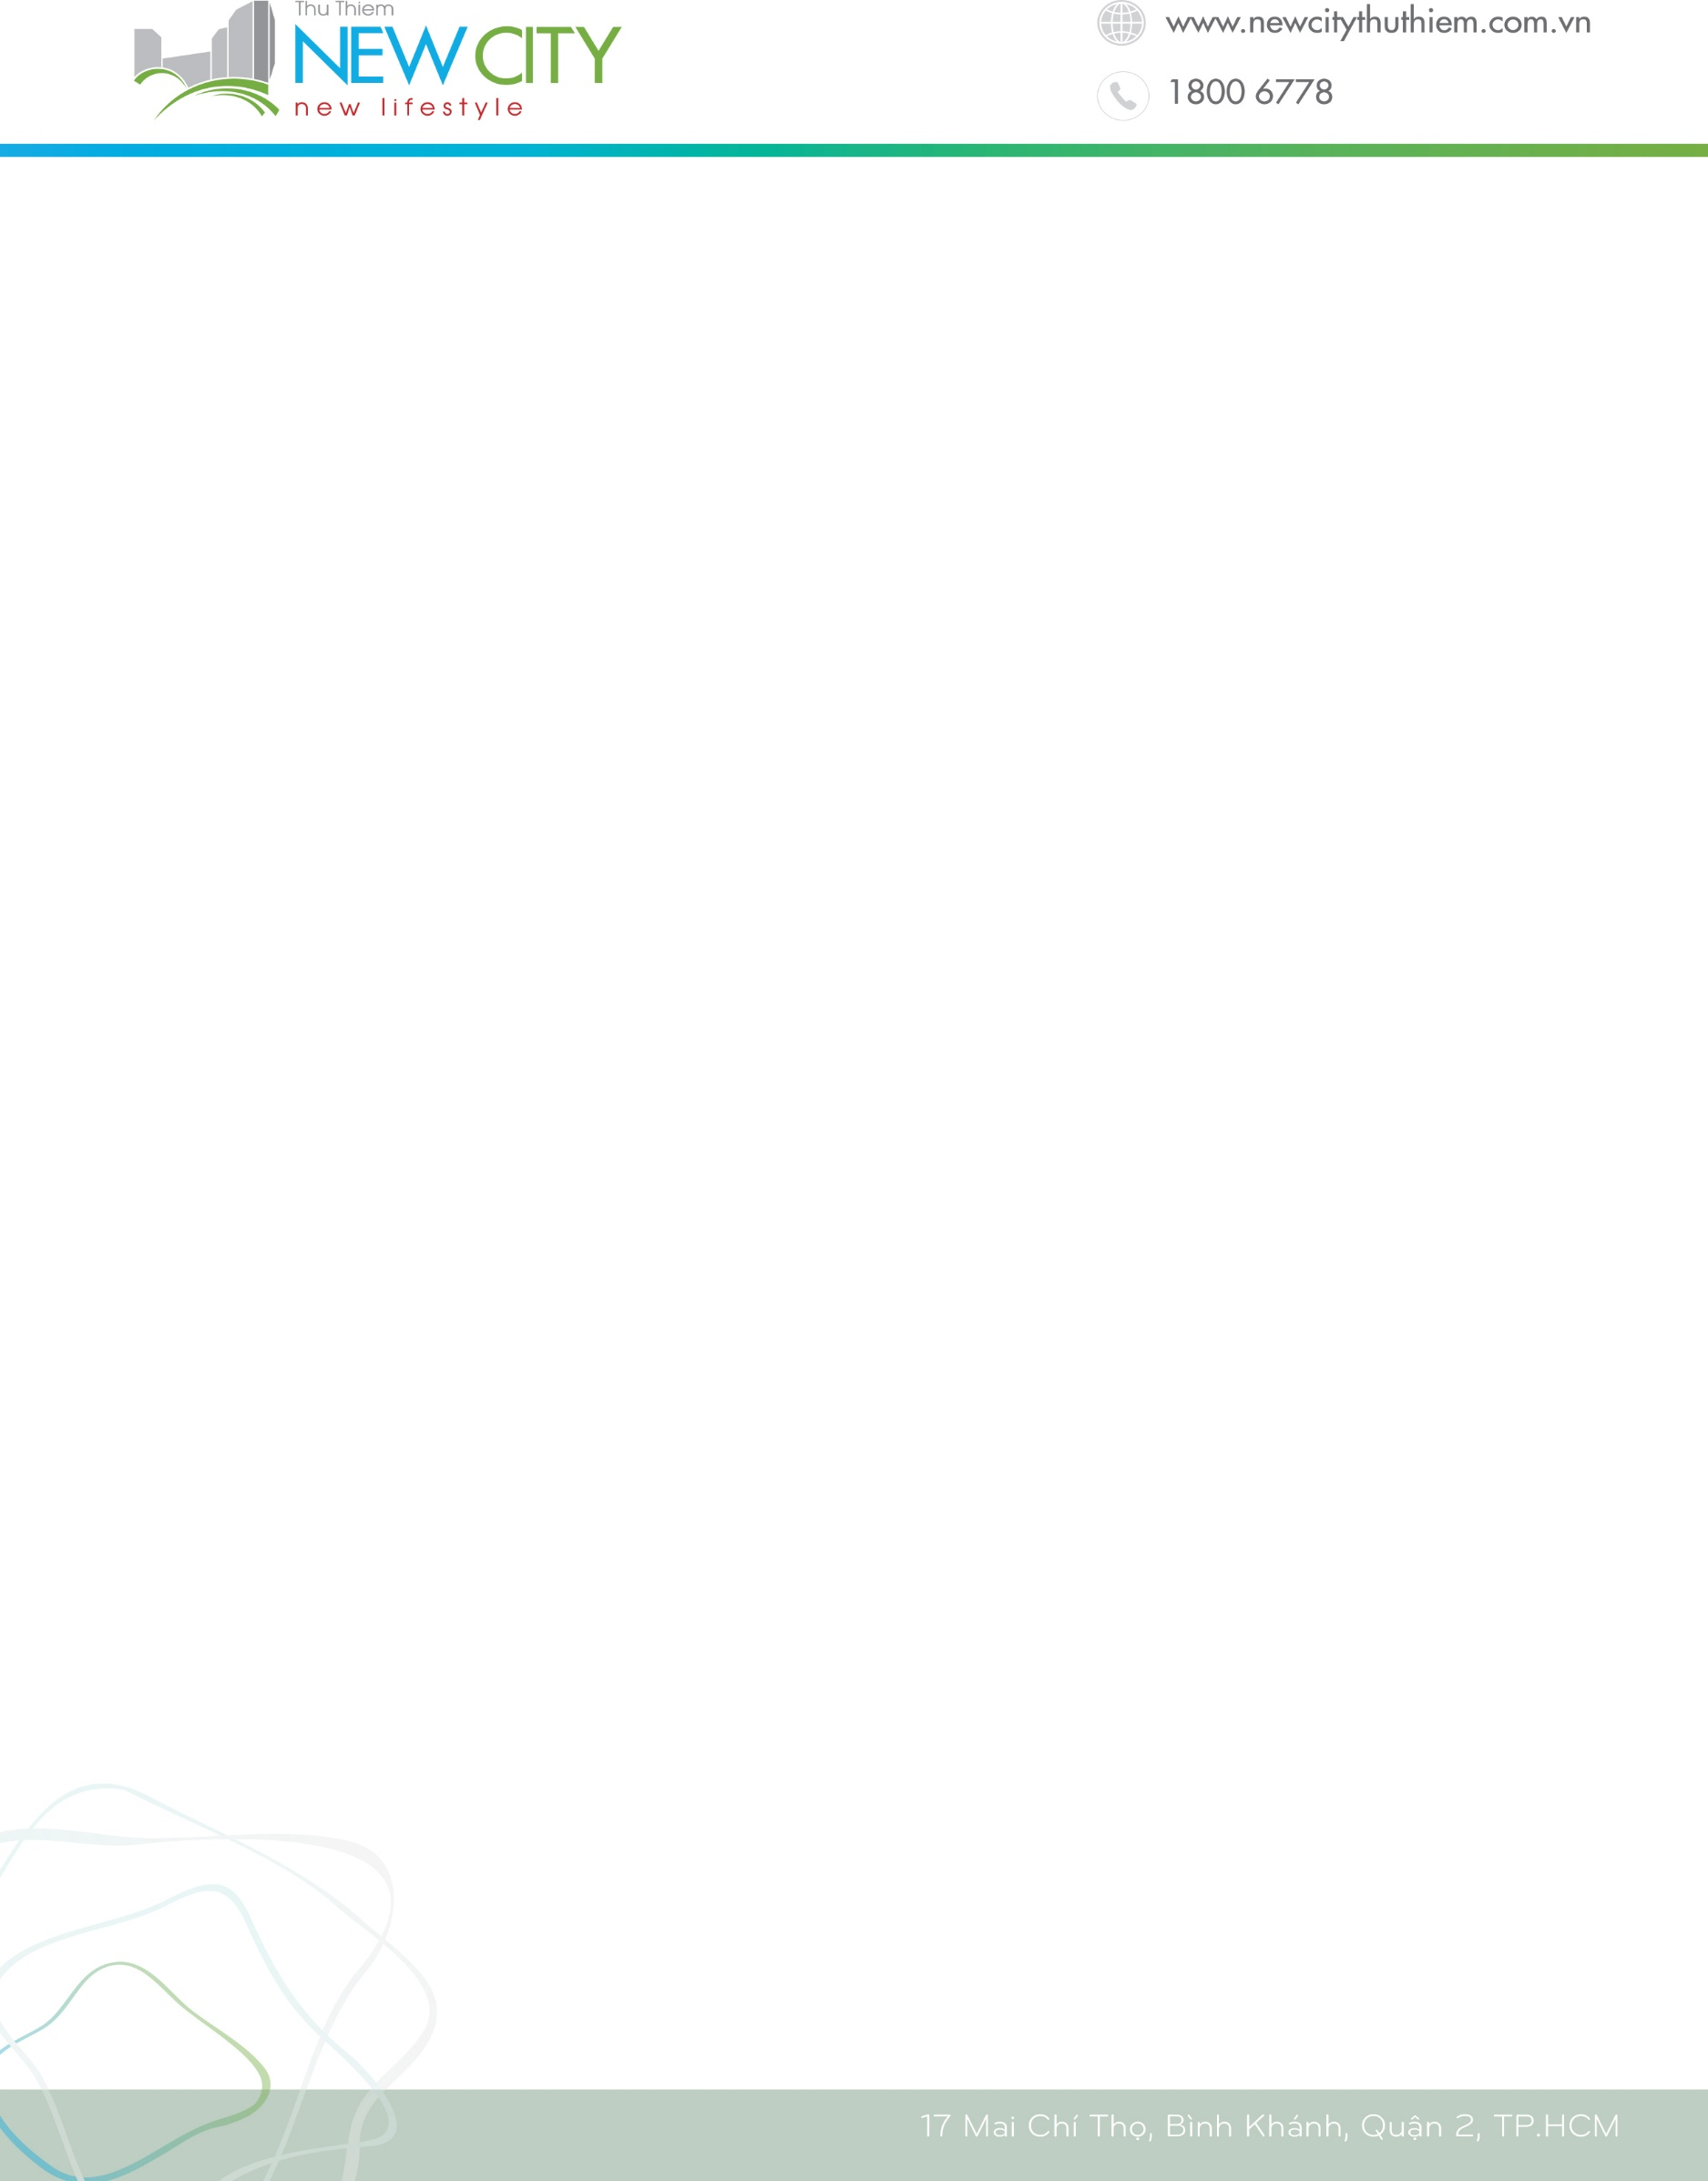 Thu Thiem
NEW CITY
new lifestyle
www.newcitythuthiem.com.vn
1800 6778
17 Mai Chí Thọ, Bình Khánh, Quận 2, TP.HCM